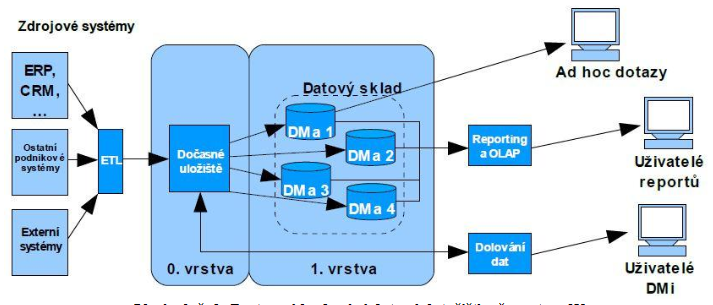 Zdrojové systémy
ERP,
CRM,
...
Ostatní
podnikové
systémy
Externí
systémy
ETL
Dočasné
uložiště
0. vrstva
Datový sklad
DMa 1
DMa 2
DMa 3
DMa 4
1. vrstva
Reporting
a OLAP
Dolování
dat
Ad hoc dotazy
Uživatelé
reportů
Uživatelé
DMi